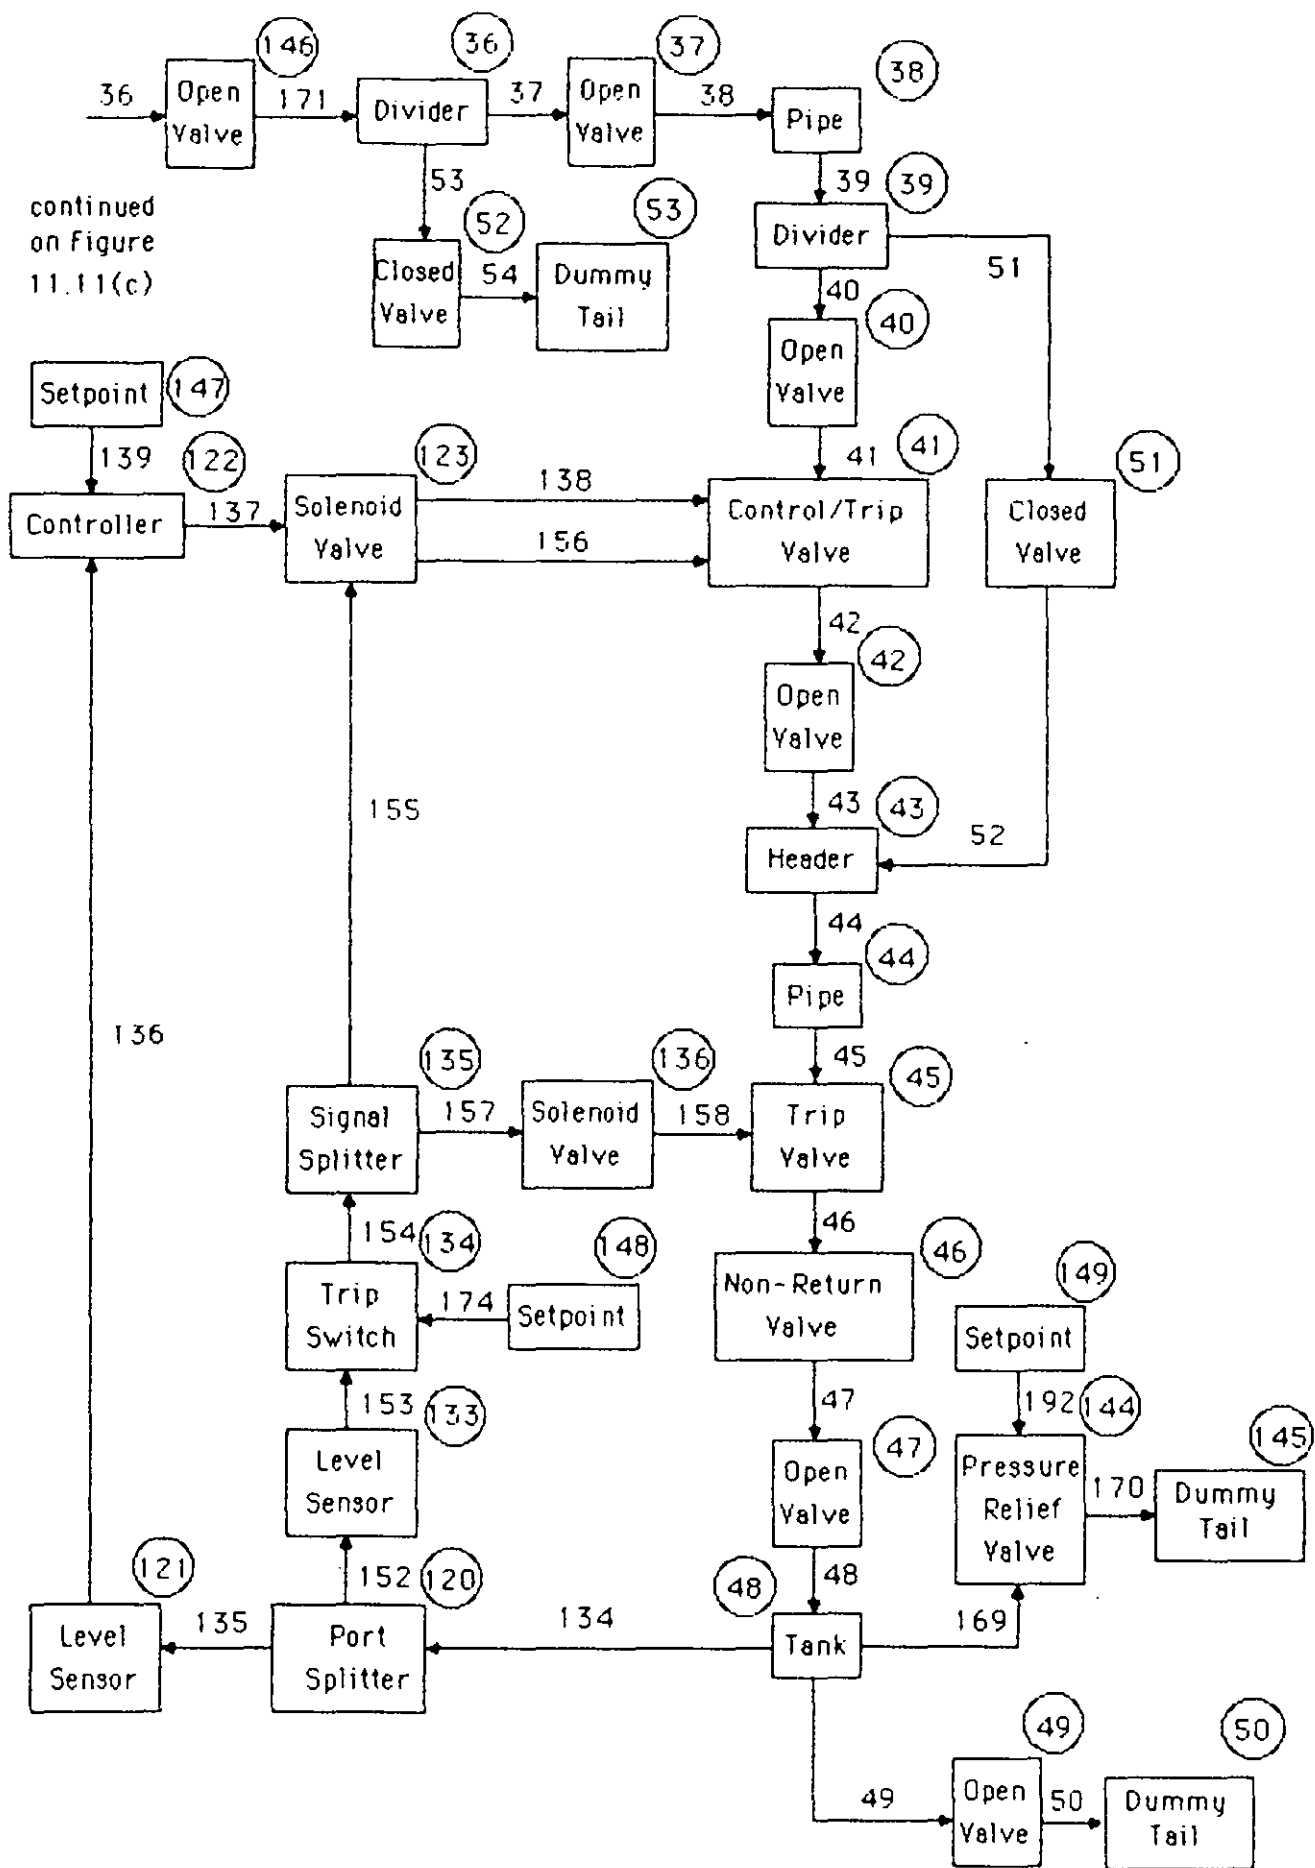 146
36
37
38
36
Open
Valve
171
Divider
37
Open
Valve
38
Pipe
53
39
39
continued
on Figure
11.11(c)
52
53
Divider
51
Closed
Valve
54
Dummy
Tail
40
40
Open
Valve
Setpoint
147
139
122
123
41
41
51
Controller
137
Solenoid
Valve
138
156
Control/Trip
Valve
Closed
Valve
42
42
Open
Valve
155
43
43
52
Header
44
44
Pipe
136
135
136
45
45
Signal
Splitter
157
Solenoid
Valve
158
Trip
Valve
154
134
148
46
46
149
Trip
Switch
174
Setpoint
Non-Return
Valve
Setpoint
153
133
47
192
144
Level
Sensor
47
Open
Valve
Pressure
Relief
Valve
170
145
Dummy
Tail
121
152
120
48
48
Level
Sensor
135
Port
Splitter
134
Tank
169
49
50
49
Open
Valve
50
Dummy
Tail